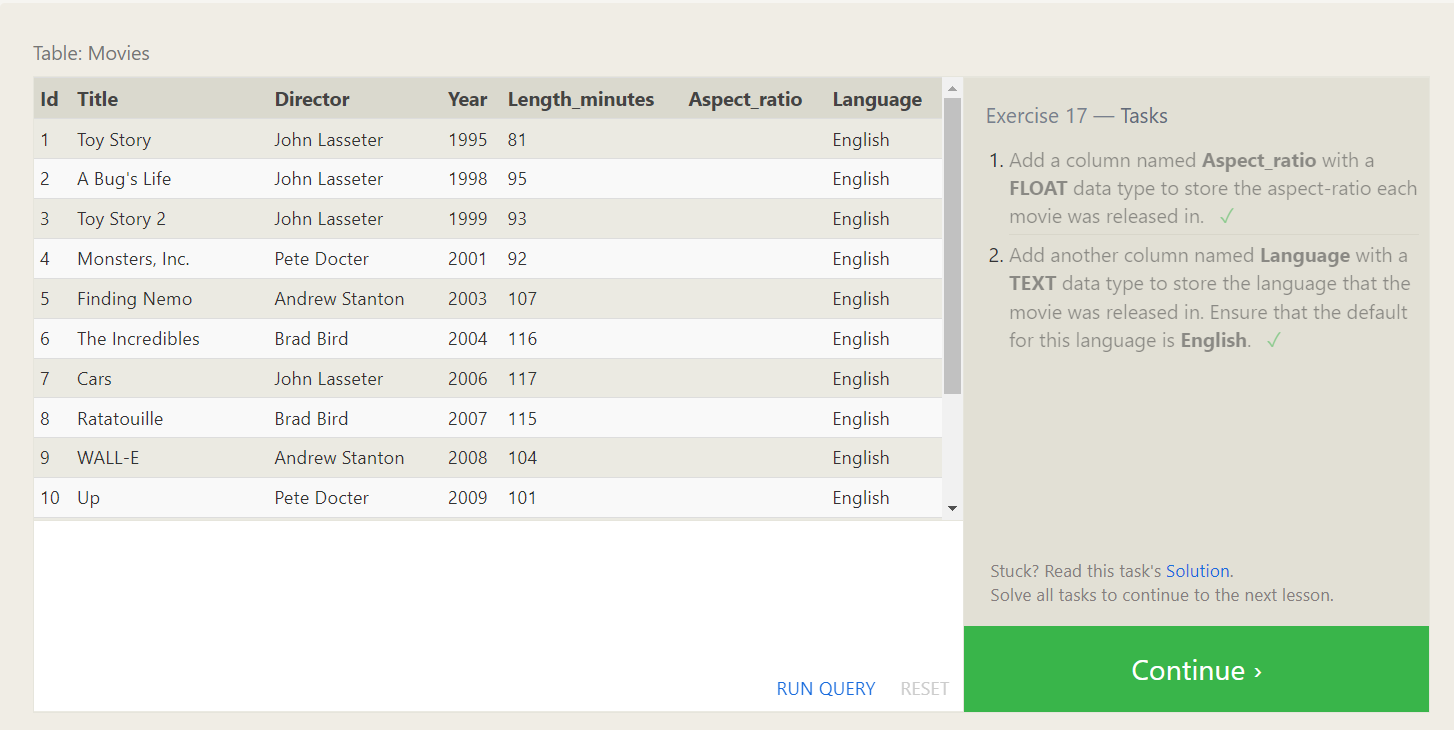 Table: Movies
Id Title Director Year Length_minutes Aspect_ratio Language
1 Toy Story John Lasseter 1995 81 English
2 A Bug's Life John Lasseter 1998 95 English
3 Toy Story 2 John Lasseter 1999 93 English
4 Monsters, Inc. Pete Docter 2001 92 English
5 Finding Nemo Andrew Stanton 2003 107 English
6 The Incredibles Brad Bird 2004 116 English
7 Cars John Lasseter 2006 117 English
8 Ratatouille Brad Bird 2007 115 English
9 WALL-E Andrew Stanton 2008 104 English
10 Up Pete Docter 2009 101 English
RUN QUERY RESET
Exercise 17 — Tasks
1. Add a column named Aspect_ratio with a
FLOAT data type to store the aspect-ratio each
movie was released in. ✓
2. Add another column named Language with a
TEXT data type to store the language that the
movie was released in. Ensure that the default
for this language is English. ✓
Stuck? Read this task's Solution.
Solve all tasks to continue to the next lesson.
Continue ›